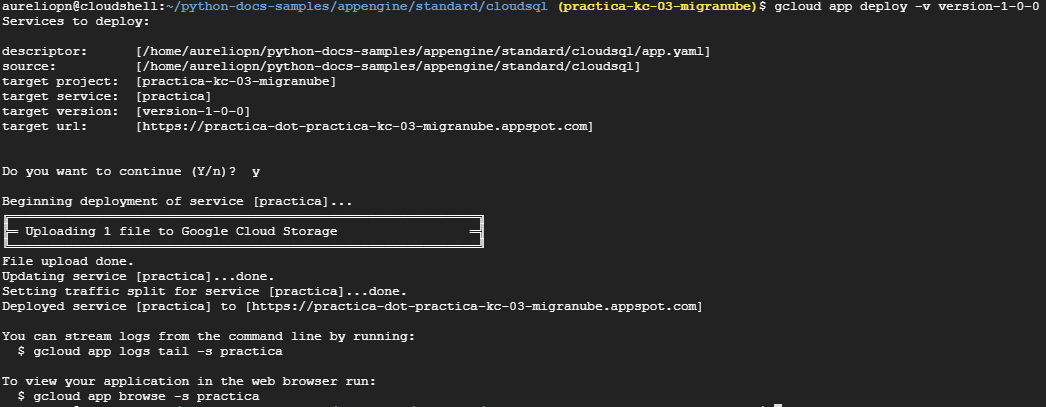 aureliopn@cloudshell:~/python-docs-samples/appengine/standard/cloudsql (practica-kc-03-migranube)$ gcloud app deploy -v version-1-0-0
Services to deploy:
descriptor:      [/home/aureliopn/python-docs-samples/appengine/standard/cloudsql/app.yaml]
source:          [/home/aureliopn/python-docs-samples/appengine/standard/cloudsql]
target project:  [practica-kc-03-migranube]
target service:  [practica]
target version:  [version-1-0-0]
target url:      [https://practica-dot-practica-kc-03-migranube.appspot.com]
Do you want to continue (Y/n)?  y
Beginning deployment of service [practica]...
Uploading 1 file to Google Cloud Storage
File upload done.
Updating service [practica]...done.
Setting traffic split for service [practica]...done.
Deployed service [practica] to [https://practica-dot-practica-kc-03-migranube.appspot.com]
You can stream logs from the command line by running:
  $ gcloud app logs tail -s practica
To view your application in the web browser run:
  $ gcloud app browse -s practica